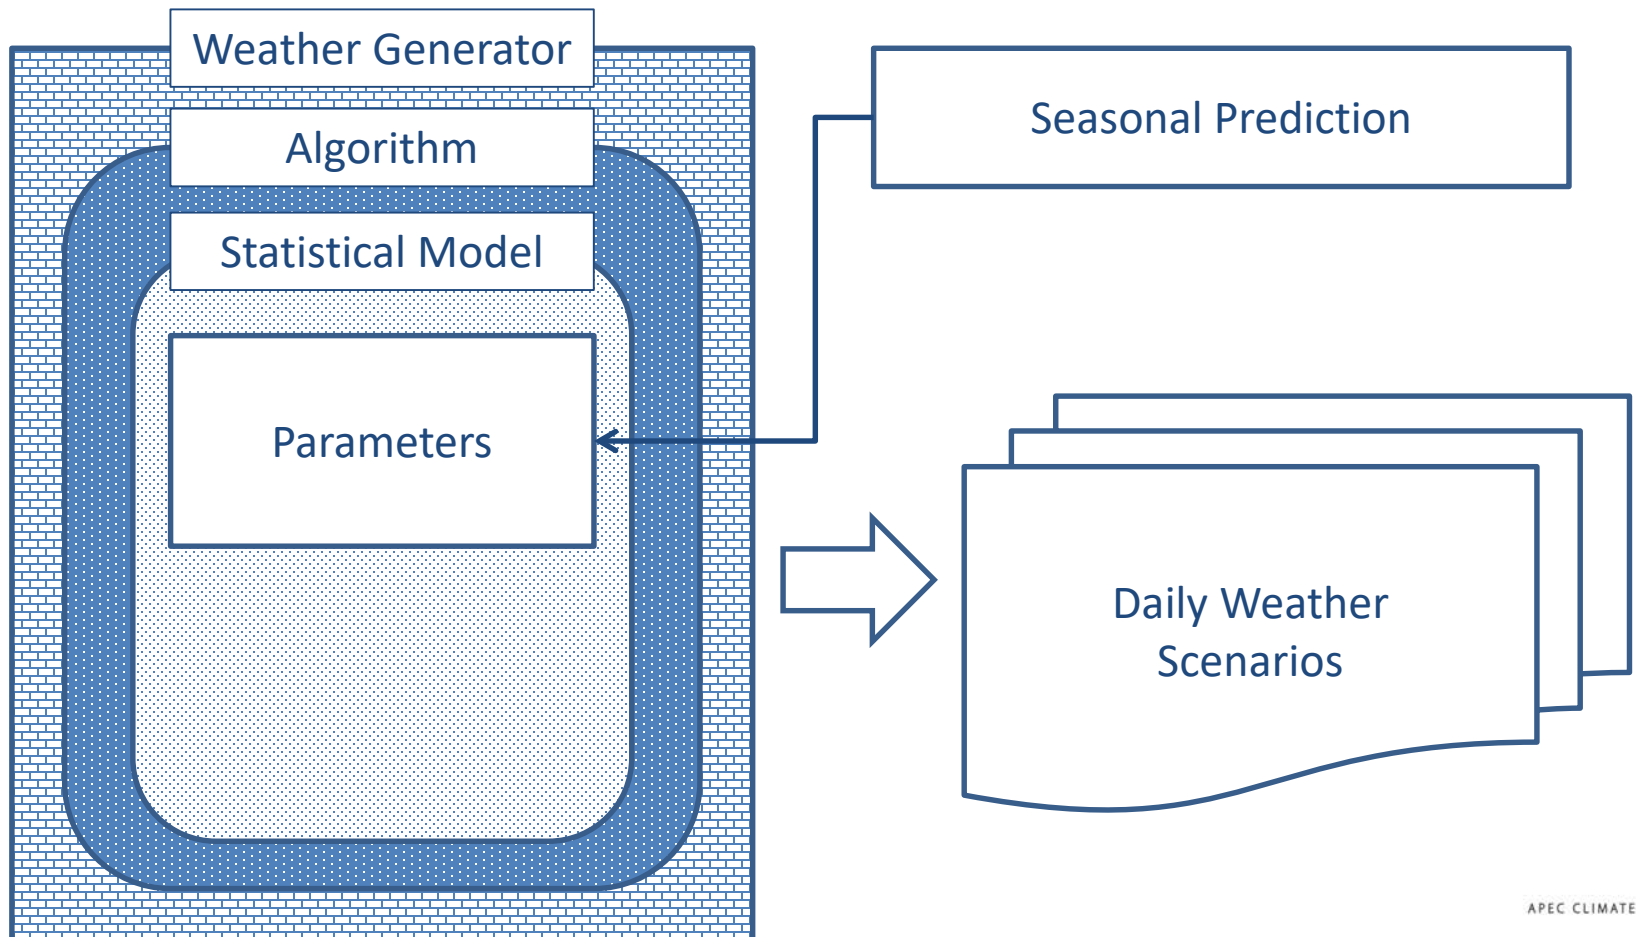 Weather Generator
Algorithm
Statistical Model
Parameters
Seasonal Prediction
Daily Weather
Scenarios
APEC CLIMATE